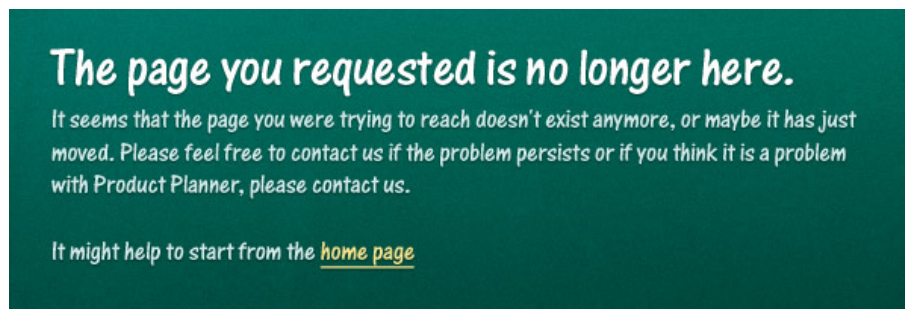 The page you requested is no longer here.
It seems that the page you were trying to reach doesn't exist anymore, or maybe it has just
moved. Please feel free to contact us if the problem persists or if you think it is a problem
with Product Planner, please contact us.
It might help to start from the home page